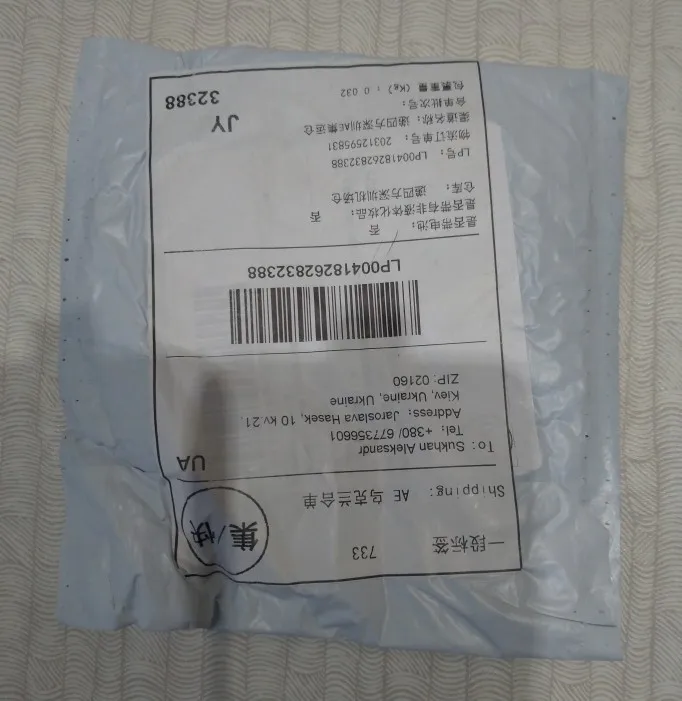 一段标签 733
集/快
Shipping: AE 乌克兰合单
To: Sukhan Aleksandr UA
Tel: +380/ 677356601
Address: Jaroslava Hasek, 10 kv.21.
Kiev, Ukraine, Ukraine
ZIP: 02160
LP00418262832388
是否带电池: 否
是否带有非液体化妆品: 否
仓库: 递四方深圳机场仓
LP号: LP00418262832388
物流订单号: 20312595831
渠道名称: 递四方深圳AE集运仓
合单批次号:
包裹重量 (Kg) : 0.032
JY
32388